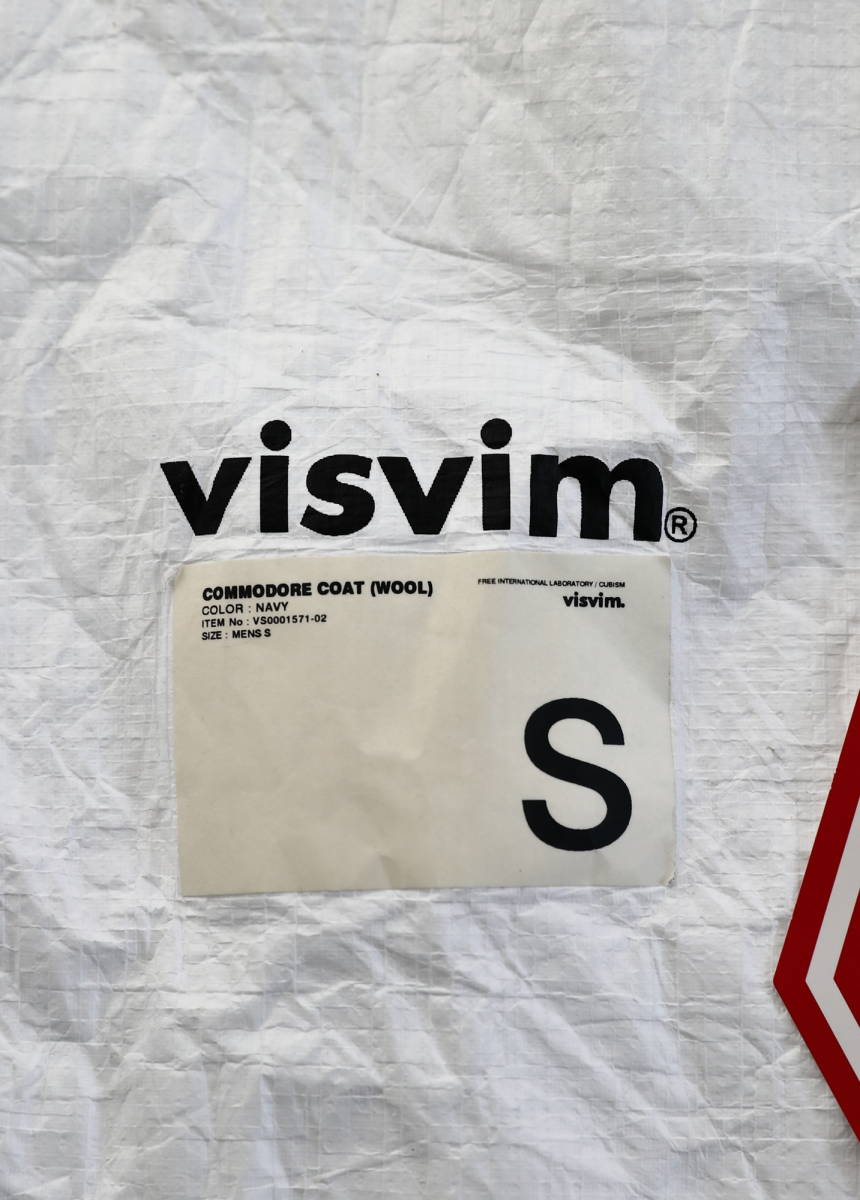 visvim®
COMMODORE COAT (WOOL)
COLOR : NAVY
ITEM No : VS0001571-02
SIZE : MENS S
FREE INTERNATIONAL LABORATORY / CUBISM
visvim.
S